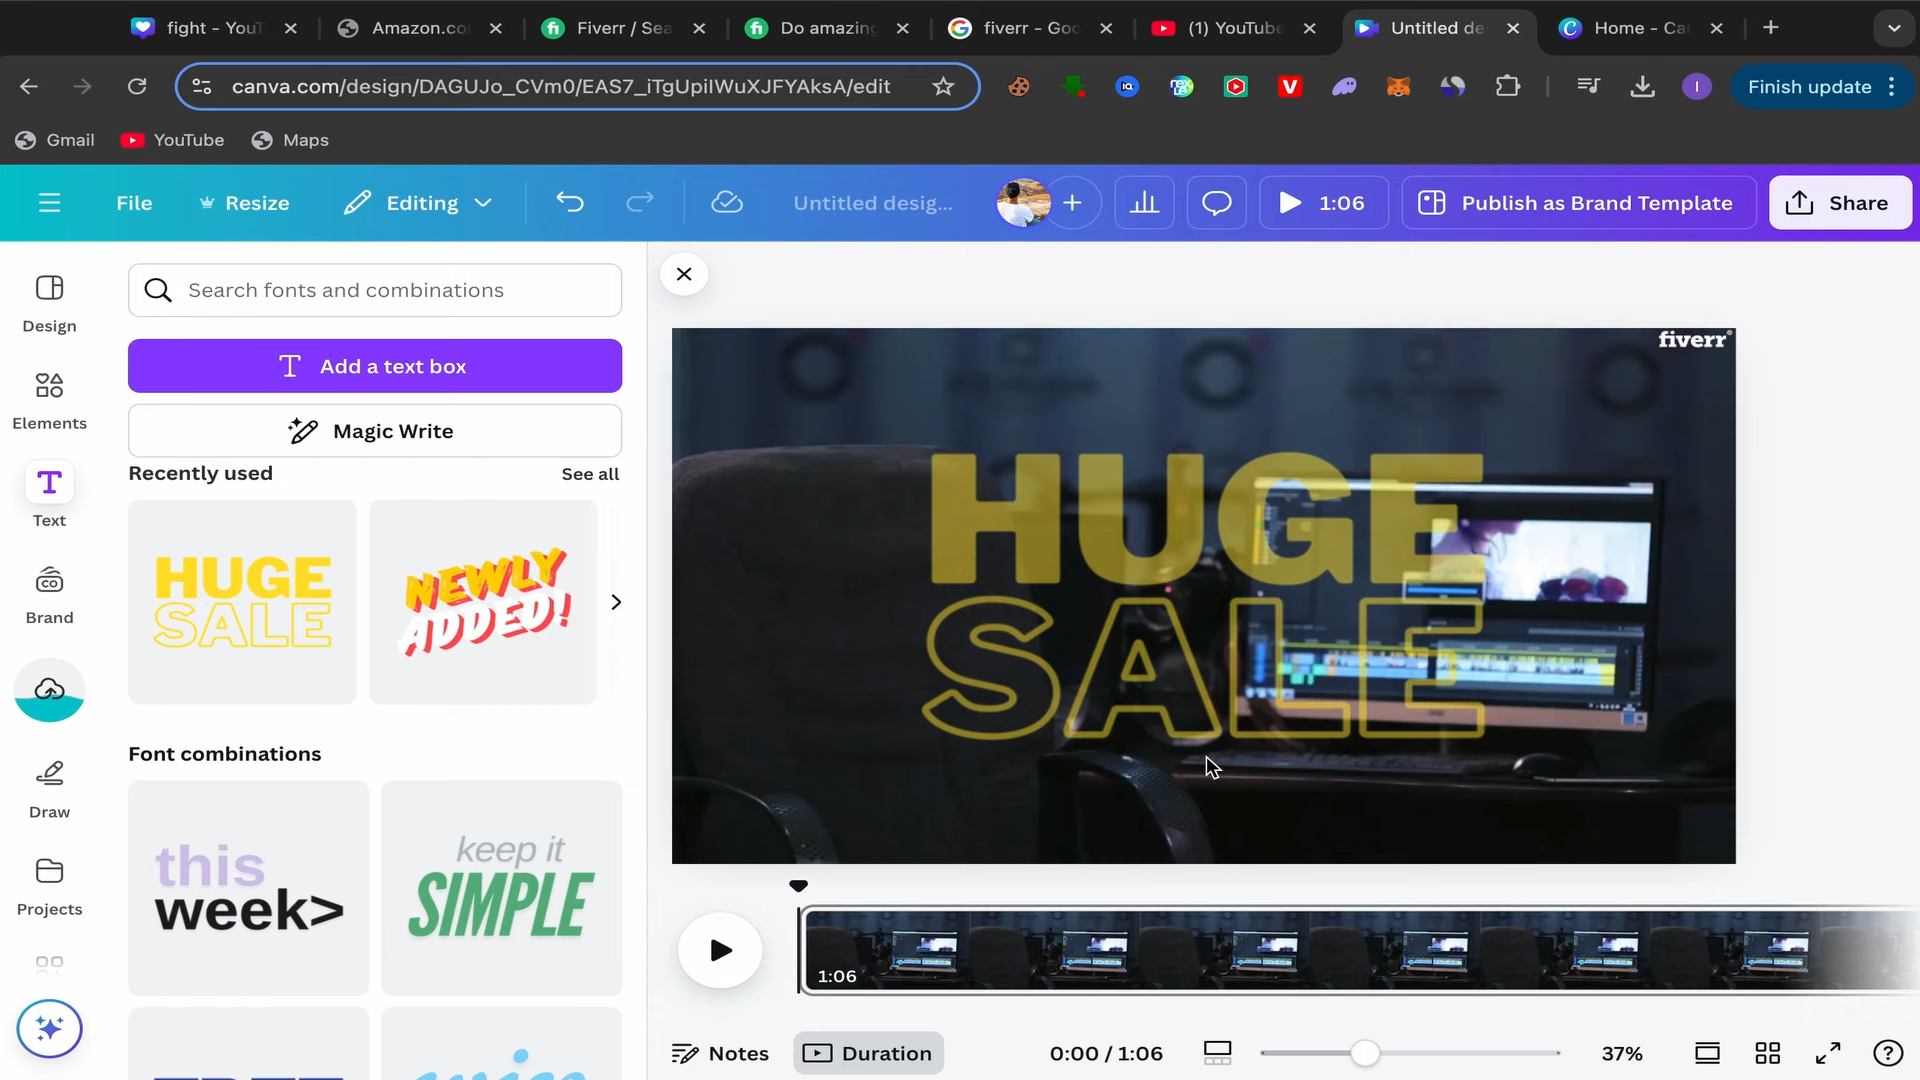 fight - YouT
Amazon.co
Fiverr / Sea
Do amazing
fiverr - Goo
(1) YouTube
Untitled de
Home - Ca
canva.com/design/DAGUJo_CVm0/EAS7_iTgUpiIWuXJFYAksA/edit
Finish update
Gmail
YouTube
Maps
File
Resize
Editing
Untitled desig...
1:06
Publish as Brand Template
Share
Design
Elements
Text
Brand
Draw
Projects
Search fonts and combinations
Add a text box
Magic Write
Recently used
See all
HUGE
SALE
NEWLY
ADDED!
Font combinations
this
week>
keep it
SIMPLE
fiverr
HUGE
SALE
1:06
Notes
Duration
0:00 / 1:06
37%